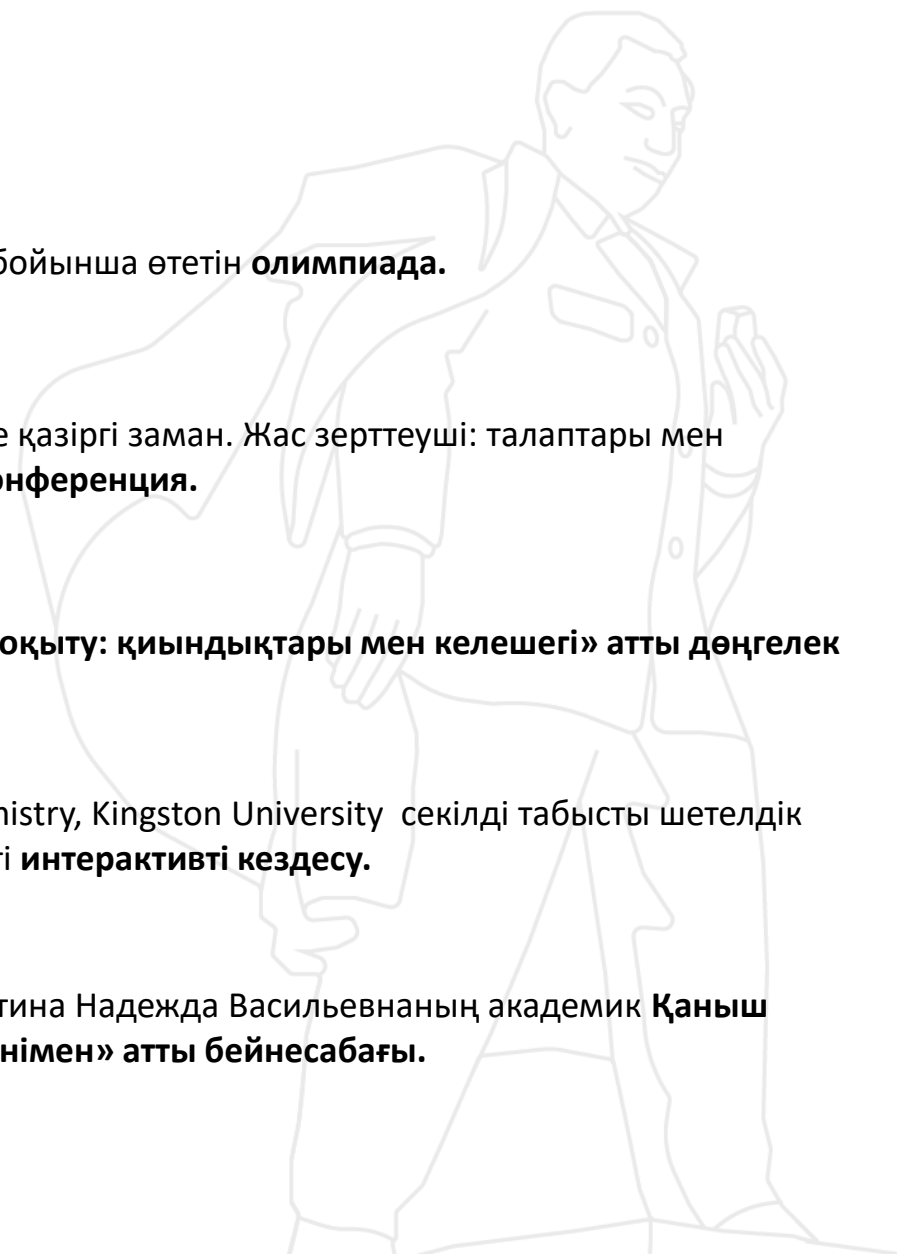 бойынша өтетін олимпиада.
е қазіргі заман. Жас зерттеуші: талаптары мен
онференция.
оқыту: қиындықтары мен келешегі» атты дөңгелек
mistry, Kingston University секілді табысты шетелдік
гі интерактивті кездесу.
тина Надежда Васильевнаның академик Қаныш
німен» атты бейнесабағы.